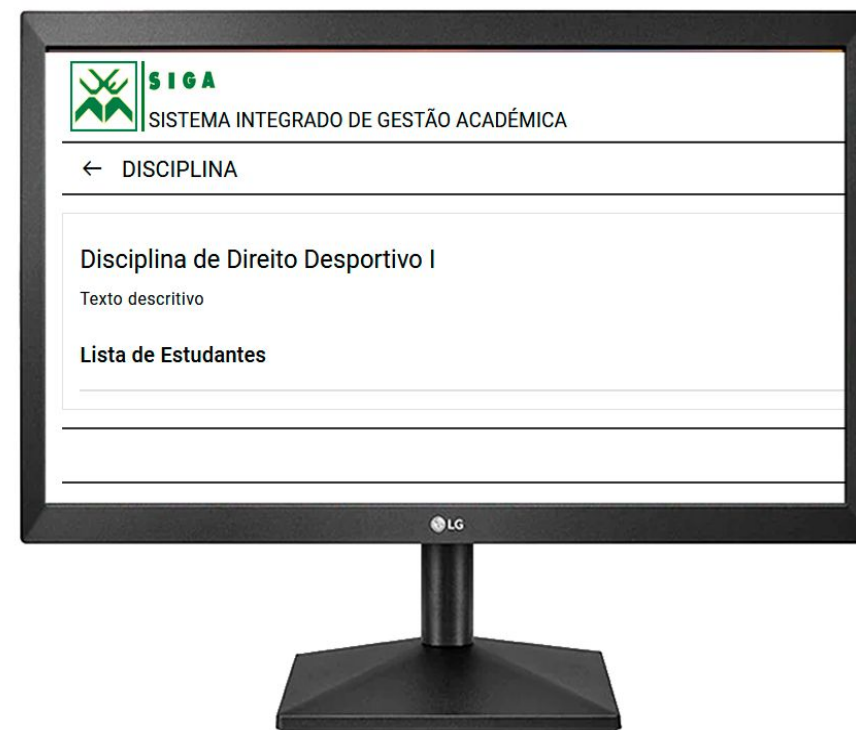 SIGA
SISTEMA INTEGRADO DE GESTÃO ACADÉMICA
← DISCIPLINA
Disciplina de Direito Desportivo I
Texto descritivo
Lista de Estudantes
LG